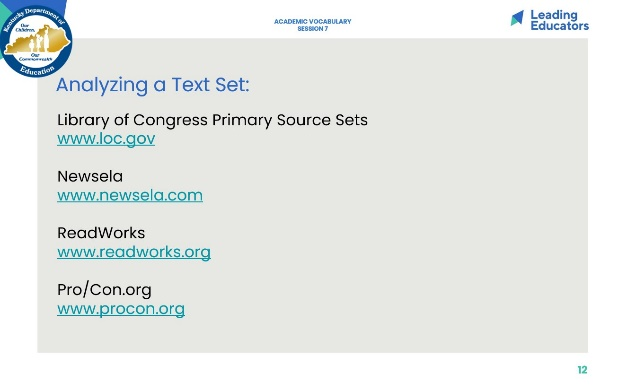 Kentucky Department of
Our
Children,
Our
Commonwealth
Education
ACADEMIC VOCABULARY
SESSION 7
Leading
Educators
Analyzing a Text Set:
Library of Congress Primary Source Sets
www.loc.gov
Newsela
www.newsela.com
ReadWorks
www.readworks.org
Pro/Con.org
www.procon.org
12